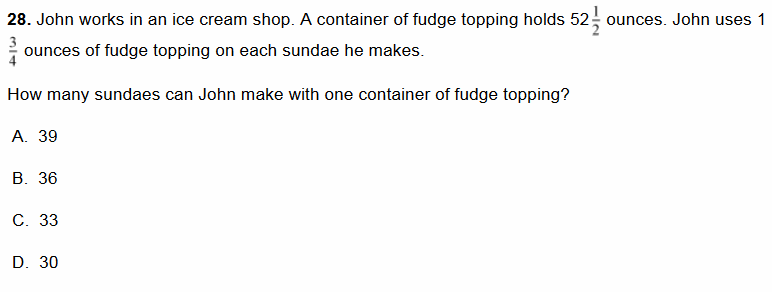 28. John works in an ice cream shop. A container of fudge topping holds 52 1/2 ounces. John uses 1
3/4 ounces of fudge topping on each sundae he makes.
How many sundaes can John make with one container of fudge topping?
A. 39
B. 36
C. 33
D. 30